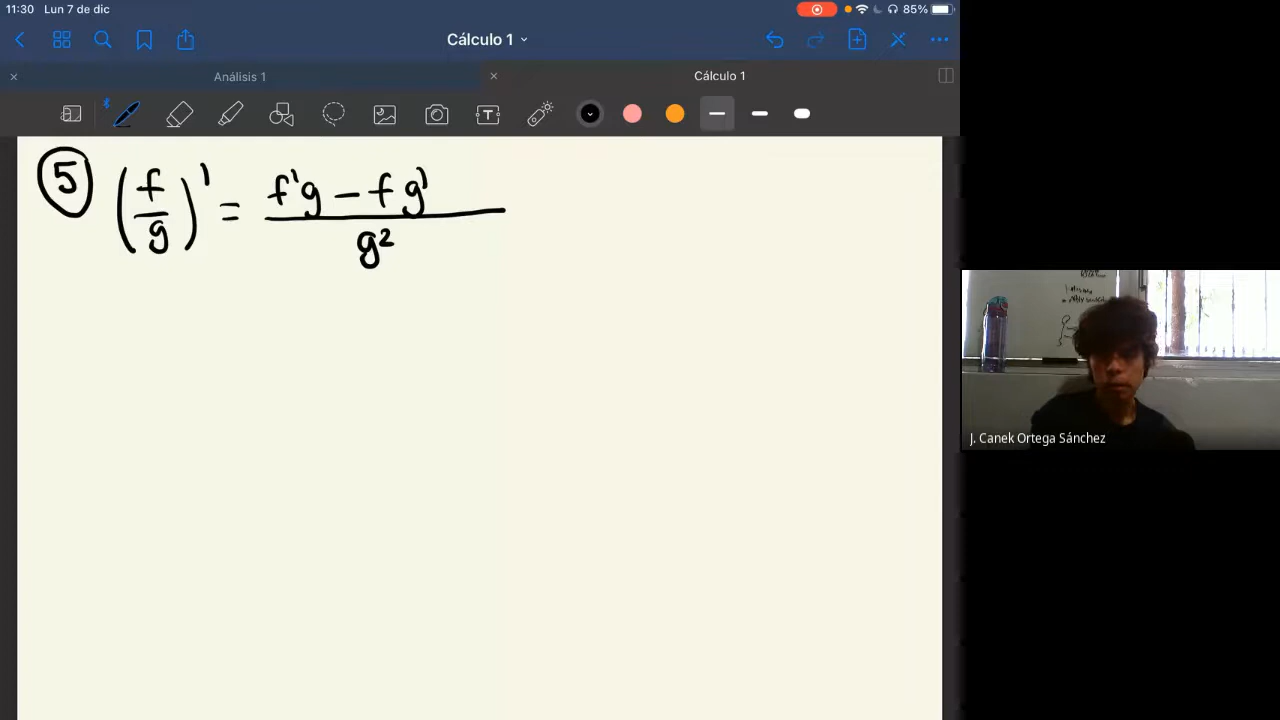 11:30 Lun 7 de dic 85%
Cálculo 1
Análisis 1 Cálculo 1
T
5 (f/g)' = (f'g - fg')/g²
J. Canek Ortega Sánchez